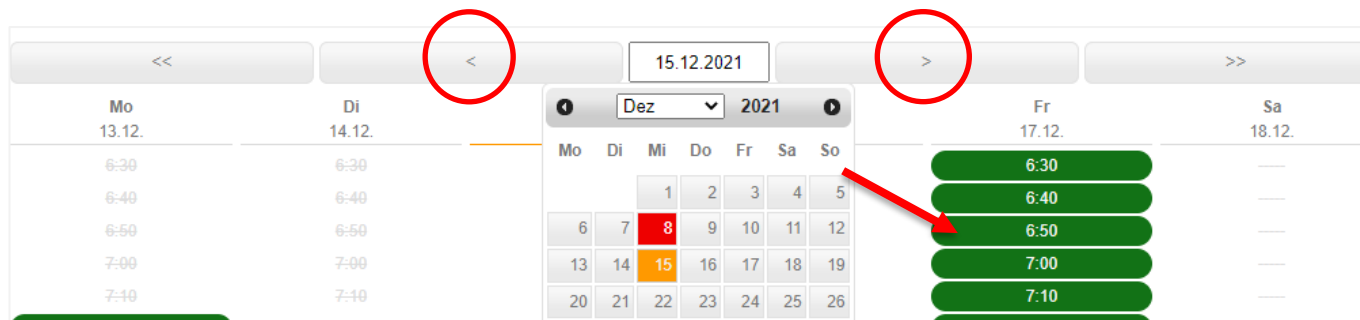 << < 15.12.2021 > >>
Mo Di Fr Sa
13.12. 14.12. 17.12. 18.12.
Dez 2021
Mo Di Mi Do Fr Sa So
1 2 3 4 5
6 7 8 9 10 11 12
13 14 15 16 17 18 19
20 21 22 23 24 25 26
6:30 6:30 6:30
6:40 6:40 6:40
6:50 6:50 6:50
7:00 7:00 7:00
7:10 7:10 7:10